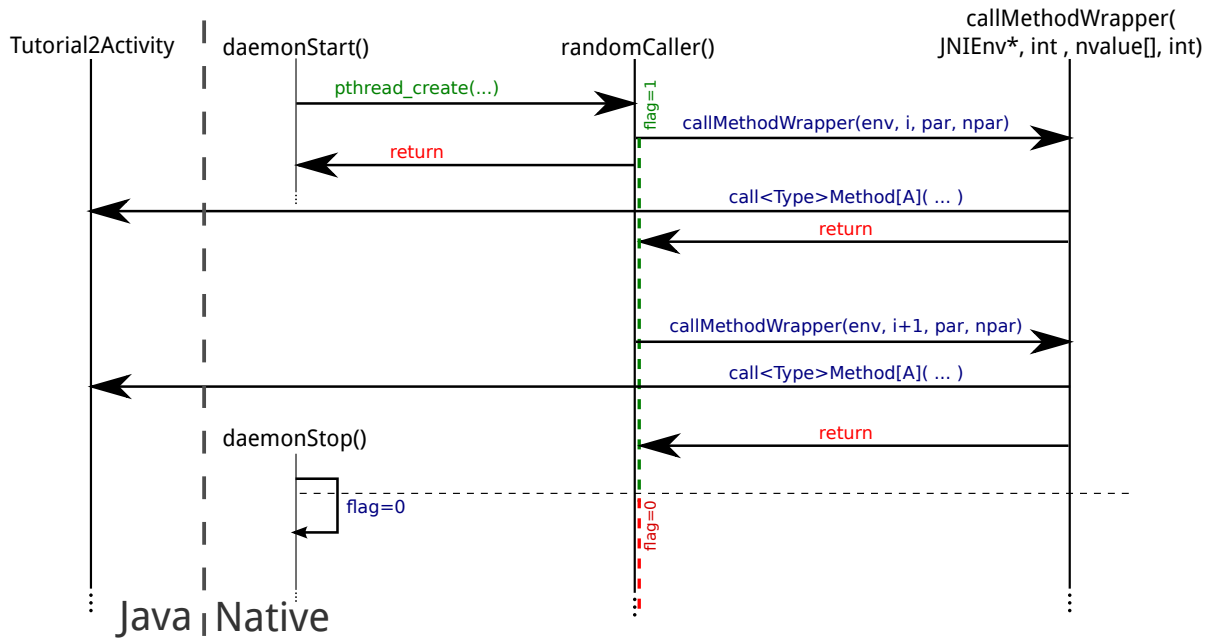 callMethodWrapper(
JNIEnv*, int , nvalue[], int)
Tutorial2Activity
daemonStart()
randomCaller()
pthread_create(...)
flag=1
callMethodWrapper(env, i, par, npar)
return
call<Type>Method[A]( ... )
return
callMethodWrapper(env, i+1, par, npar)
call<Type>Method[A]( ... )
daemonStop()
return
flag=0
flag=0
Java
Native